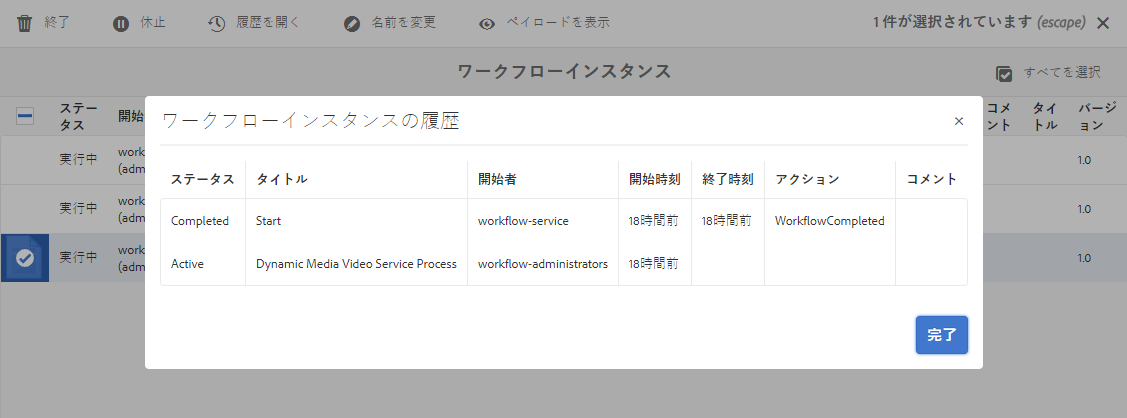 終了 休止 履歴を開く 名前を変更 ペイロードを表示 1 件が選択されています (escape)
ワークフローインスタンス すべてを選択
ステー
タス 開始 コメ
ント タイ
トル バージ
ョン
実行中 work
(adm 1.0
実行中 work
(adm 1.0
実行中 work
(adm 1.0
ワークフローインスタンスの履歴
ステータス タイトル 開始者 開始時刻 終了時刻 アクション コメント
Completed Start workflow-service 18時間前 18時間前 WorkflowCompleted
Active Dynamic Media Video Service Process workflow-administrators 18時間前
完了